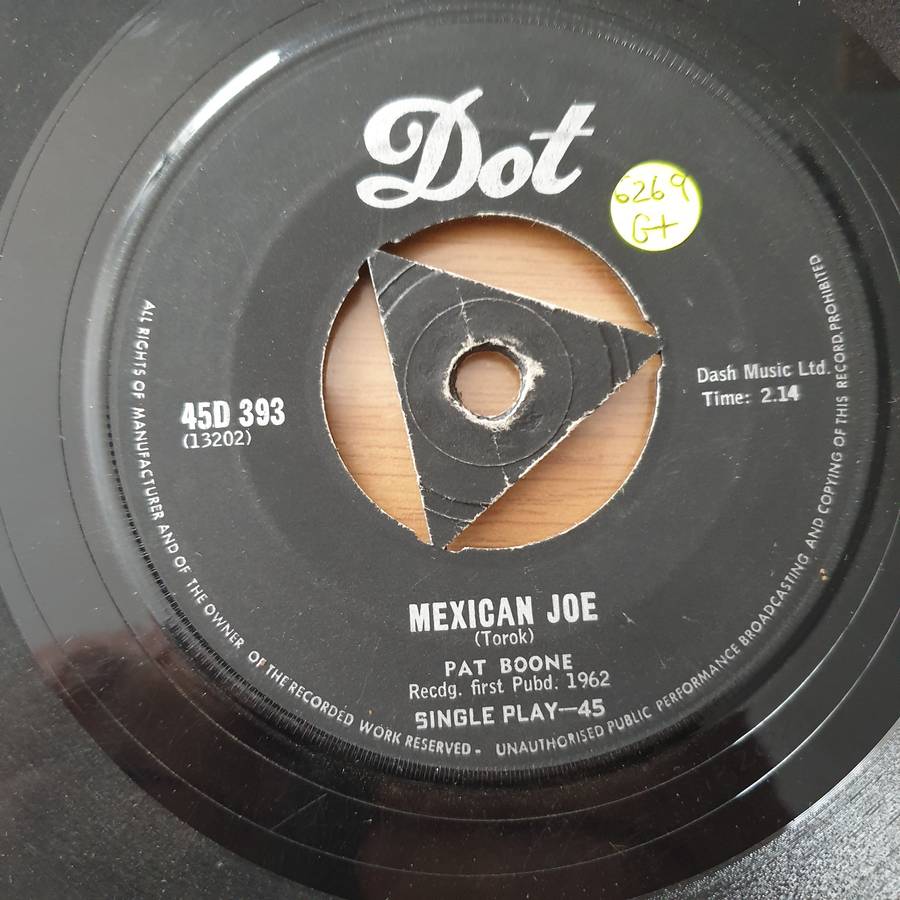 Dot
6269
G+
45D 393
(13202)
Dash Music Ltd.
Time: 2.14
MEXICAN JOE
(Torok)
PAT BOONE
Recdg. first Pubd. 1962
SINGLE PLAY—45
ALL RIGHTS OF MANUFACTURER AND OF THE OWNER OF THE RECORDED WORK RESERVED - UNAUTHORISED PUBLIC PERFORMANCE BROADCASTING AND COPYING OF THIS RECORD PROHIBITED